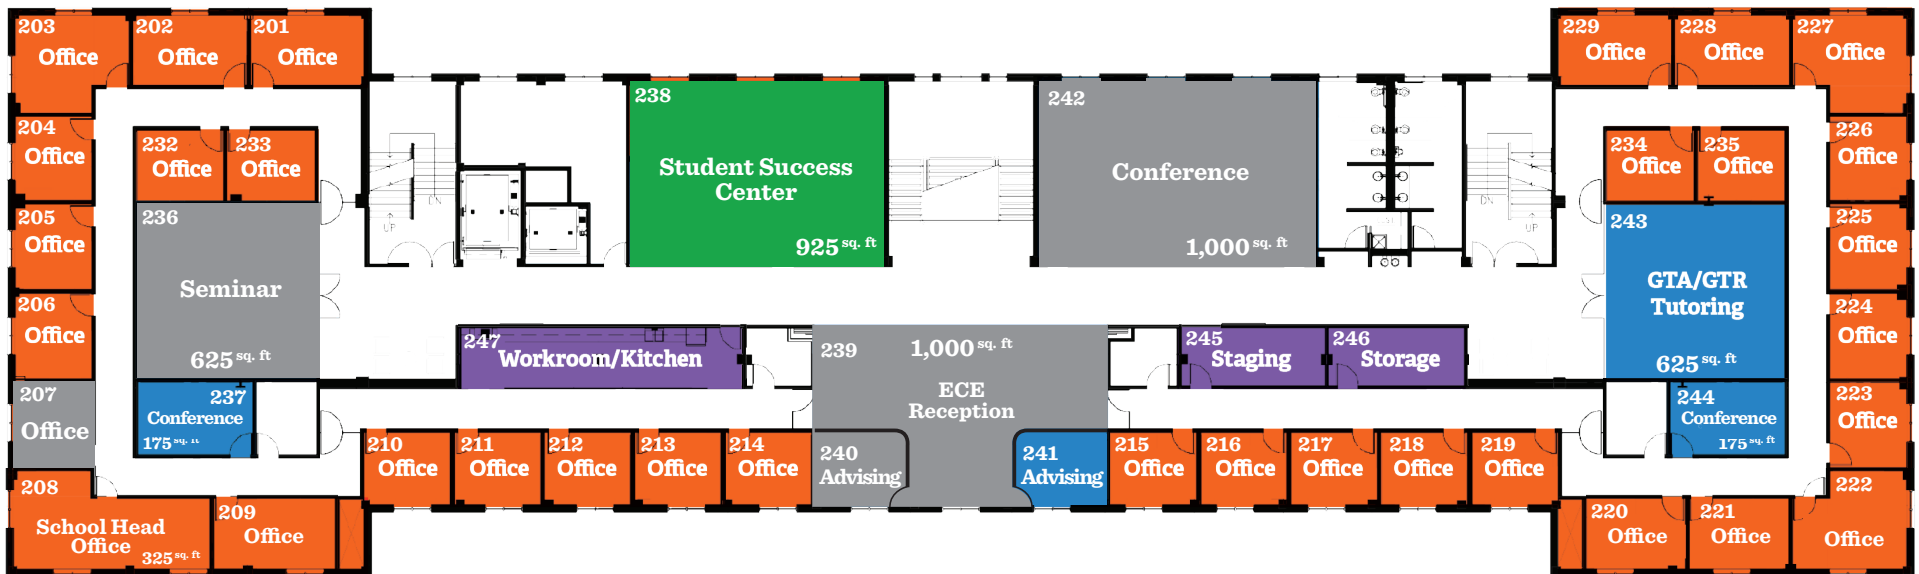 203
Office
202
Office
201
Office
229
Office
228
Office
227
Office
204
Office
232
Office
233
Office
238
Student Success
Center
925 sq. ft
242
Conference
1,000 sq. ft
234
Office
235
Office
226
Office
205
Office
236
Seminar
625 sq. ft
UP
DN
DN
UP
243
GTA/GTR
Tutoring
625 sq. ft
225
Office
206
Office
247
Workroom/Kitchen
239
1,000 sq. ft
ECE
Reception
245
Staging
246
Storage
224
Office
207
Office
237
Conference
175 sq. ft
244
Conference
175 sq. ft
223
Office
210
Office
211
Office
212
Office
213
Office
214
Office
240
Advising
241
Advising
215
Office
216
Office
217
Office
218
Office
219
Office
208
School Head
Office
325 sq. ft
209
Office
220
Office
221
Office
222
Office